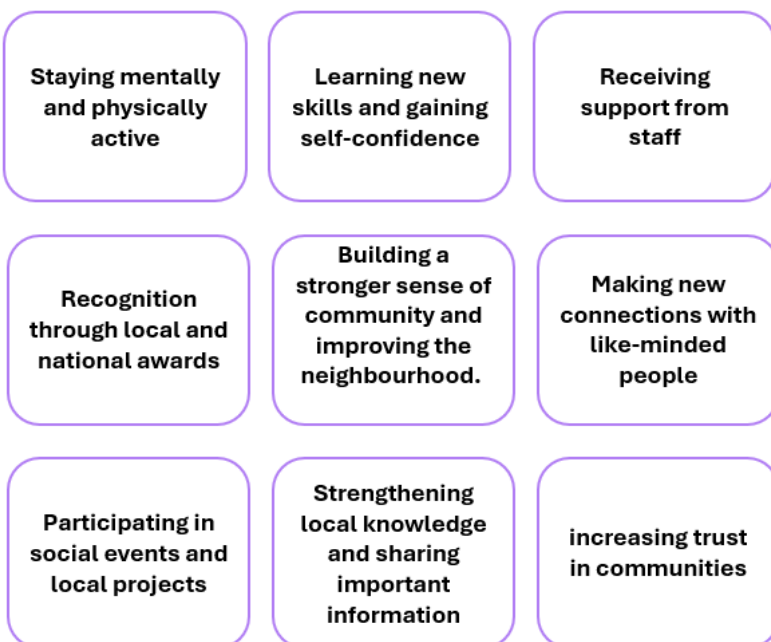 Staying mentally
and physically
active
Learning new
skills and gaining
self-confidence
Receiving
support from
staff
Recognition
through local and
national awards
Building a
stronger sense of
community and
improving the
neighbourhood.
Making new
connections with
like-minded
people
Participating in
social events and
local projects
Strengthening
local knowledge
and sharing
important
information
increasing trust
in communities